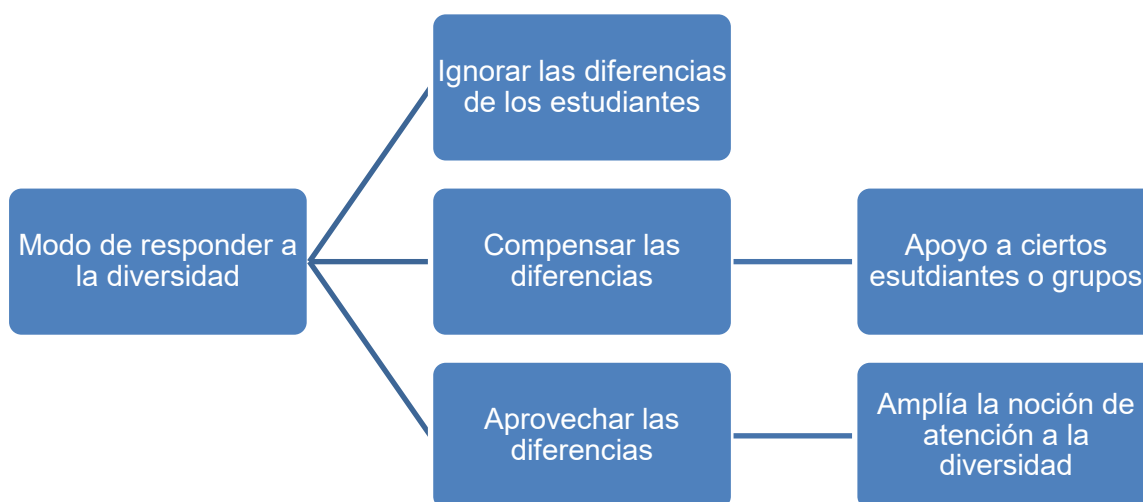 Ignorar las diferencias
de los estudiantes
Modo de responder a
la diversidad
Compensar las
diferencias
Apoyo a ciertos
esutdiantes o grupos
Aprovechar las
diferencias
Amplía la noción de
atención a la
diversidad